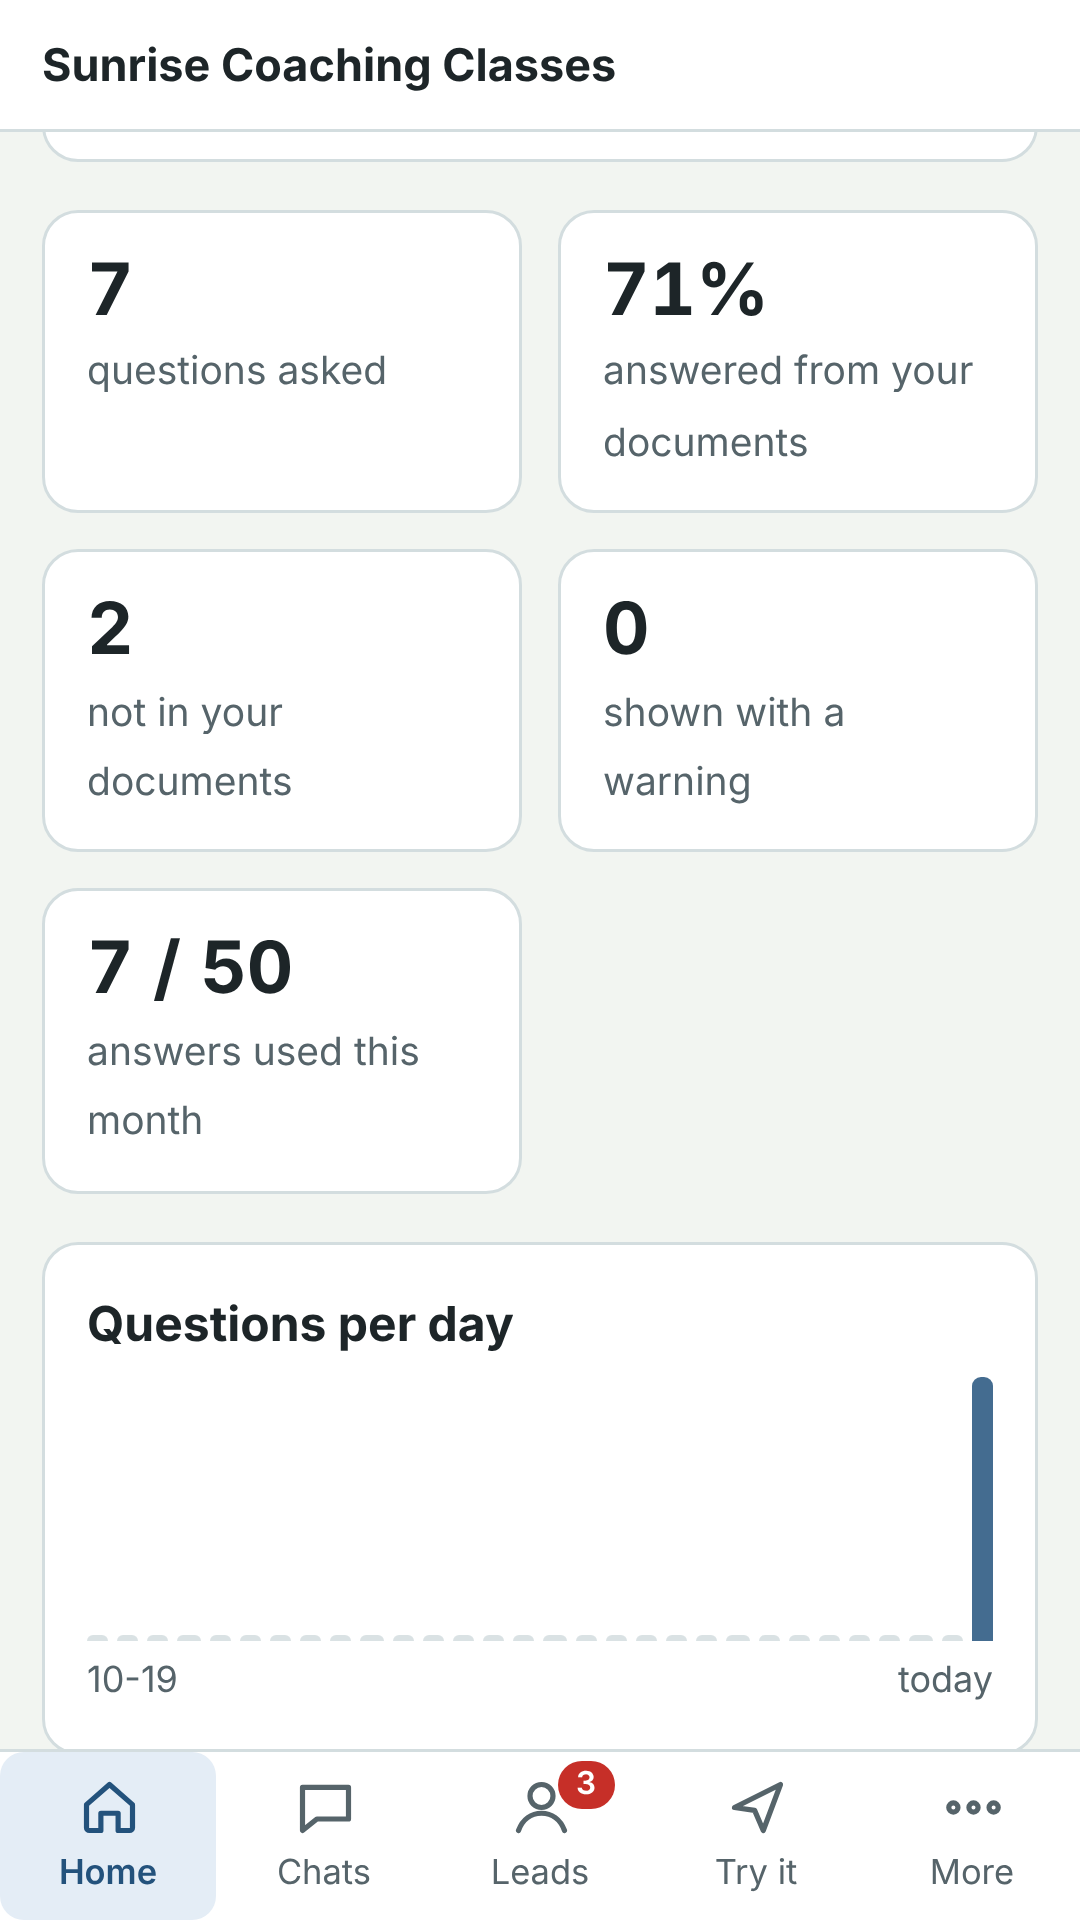 Sunrise Coaching Classes
7
questions asked
71%
answered from your
documents
2
not in your
documents
0
shown with a
warning
7 / 50
answers used this
month
Questions per day
10-19
today
3
Home
Chats
Leads
Try it
More